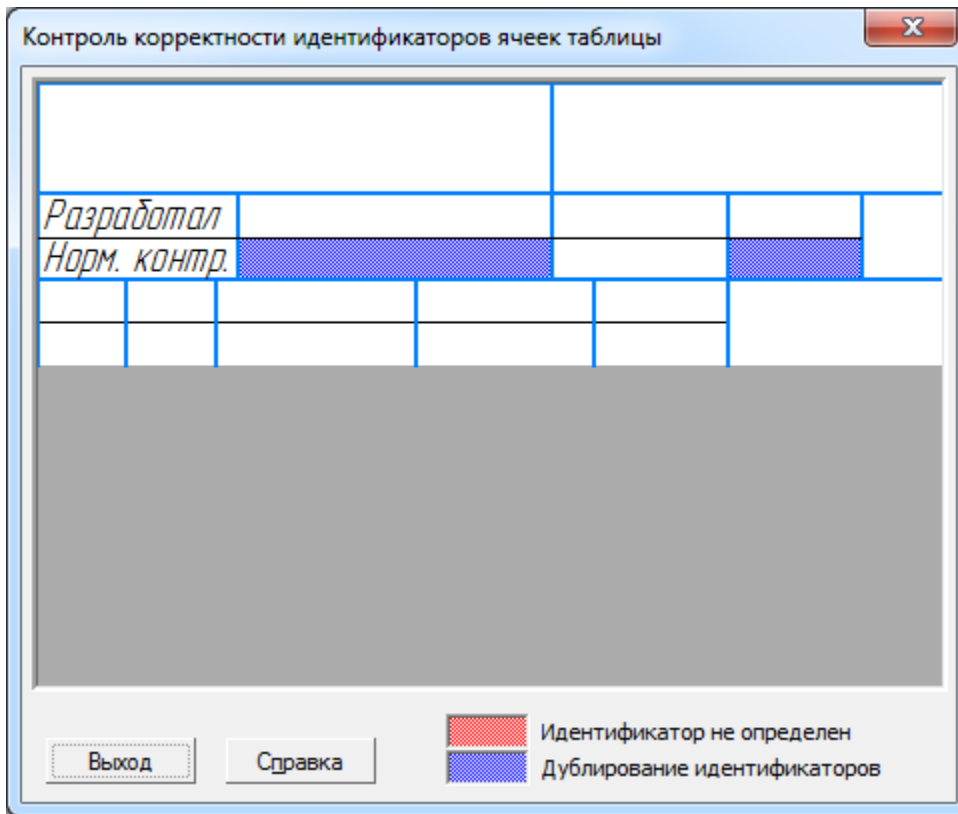 Контроль корректности идентификаторов ячеек таблицы
Разработал
Норм. контр.
Идентификатор не определен
Выход
Справка
Дублирование идентификаторов